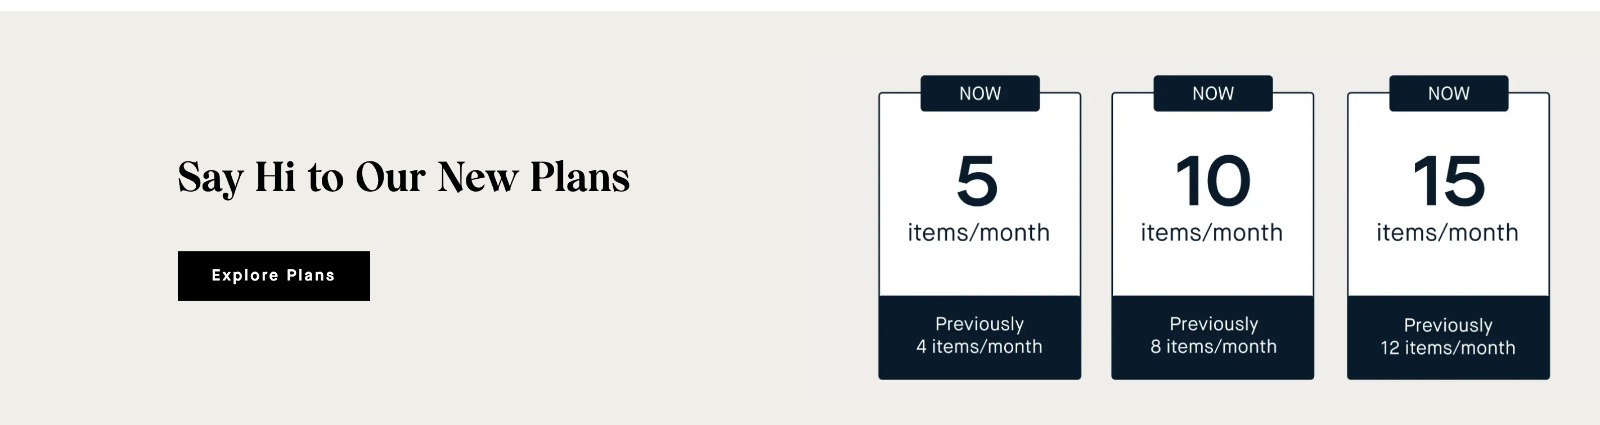 Say Hi to Our New Plans
Explore Plans
NOW
5
items/month
Previously
4 items/month
NOW
10
items/month
Previously
8 items/month
NOW
15
items/month
Previously
12 items/month